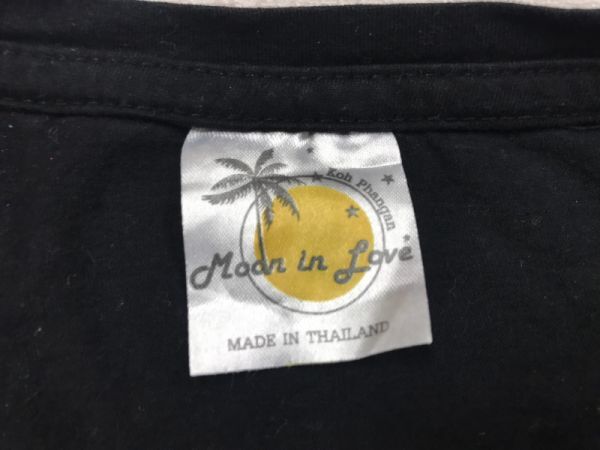 Koh Phangan
Moon in Love
MADE IN THAILAND